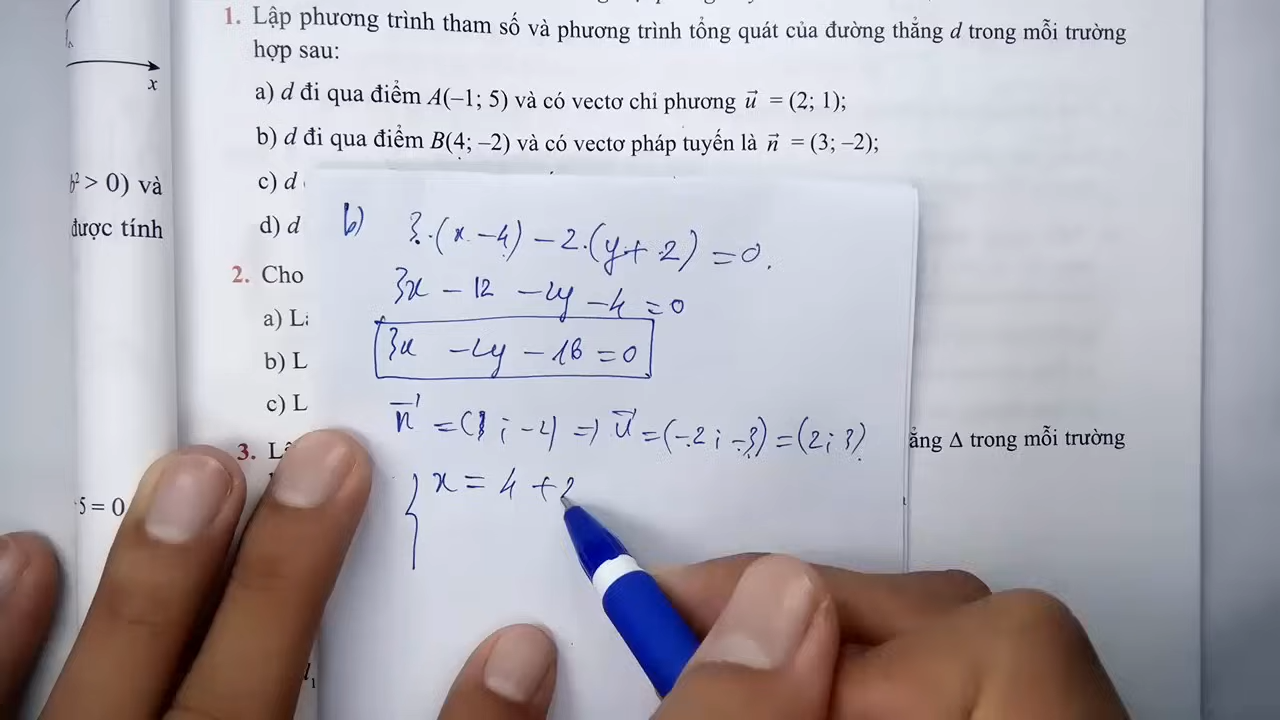 1. Lập phương trình tham số và phương trình tổng quát của đường thẳng d trong mỗi trường
hợp sau:
x
a) d đi qua điểm A(–1; 5) và có vectơ chỉ phương u⃗ = (2; 1);
b) d đi qua điểm B(4; –2) và có vectơ pháp tuyến là n⃗ = (3; –2);
b² > 0) và
c) d
được tính
d) d
b) 3.(x - 4) - 2.(y + 2) = 0.
2. Cho
3x - 12 - 2y - 4 = 0
a) L
3x - 2y - 16 = 0
b) L
c) L
n⃗ = (3; -2) => u⃗ = (-2; -3) = (2; 3)
3. L
ẳng Δ trong mỗi trường
5 = 0
{ x = 4 + 2